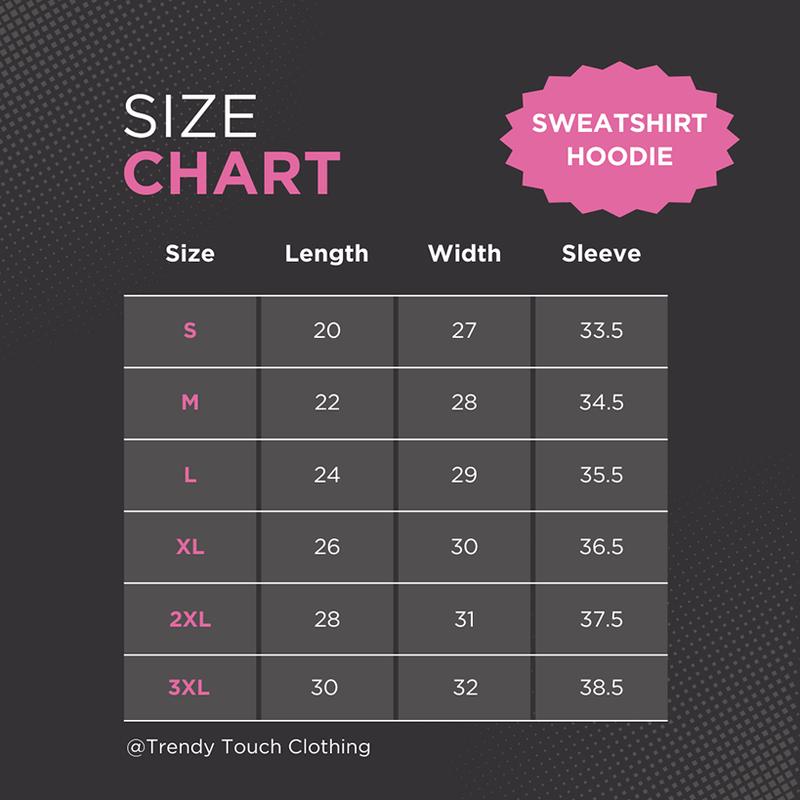 SIZE
CHART
SWEATSHIRT
HOODIE
Size Length Width Sleeve
S 20 27 33.5
M 22 28 34.5
L 24 29 35.5
XL 26 30 36.5
2XL 28 31 37.5
3XL 30 32 38.5
@Trendy Touch Clothing